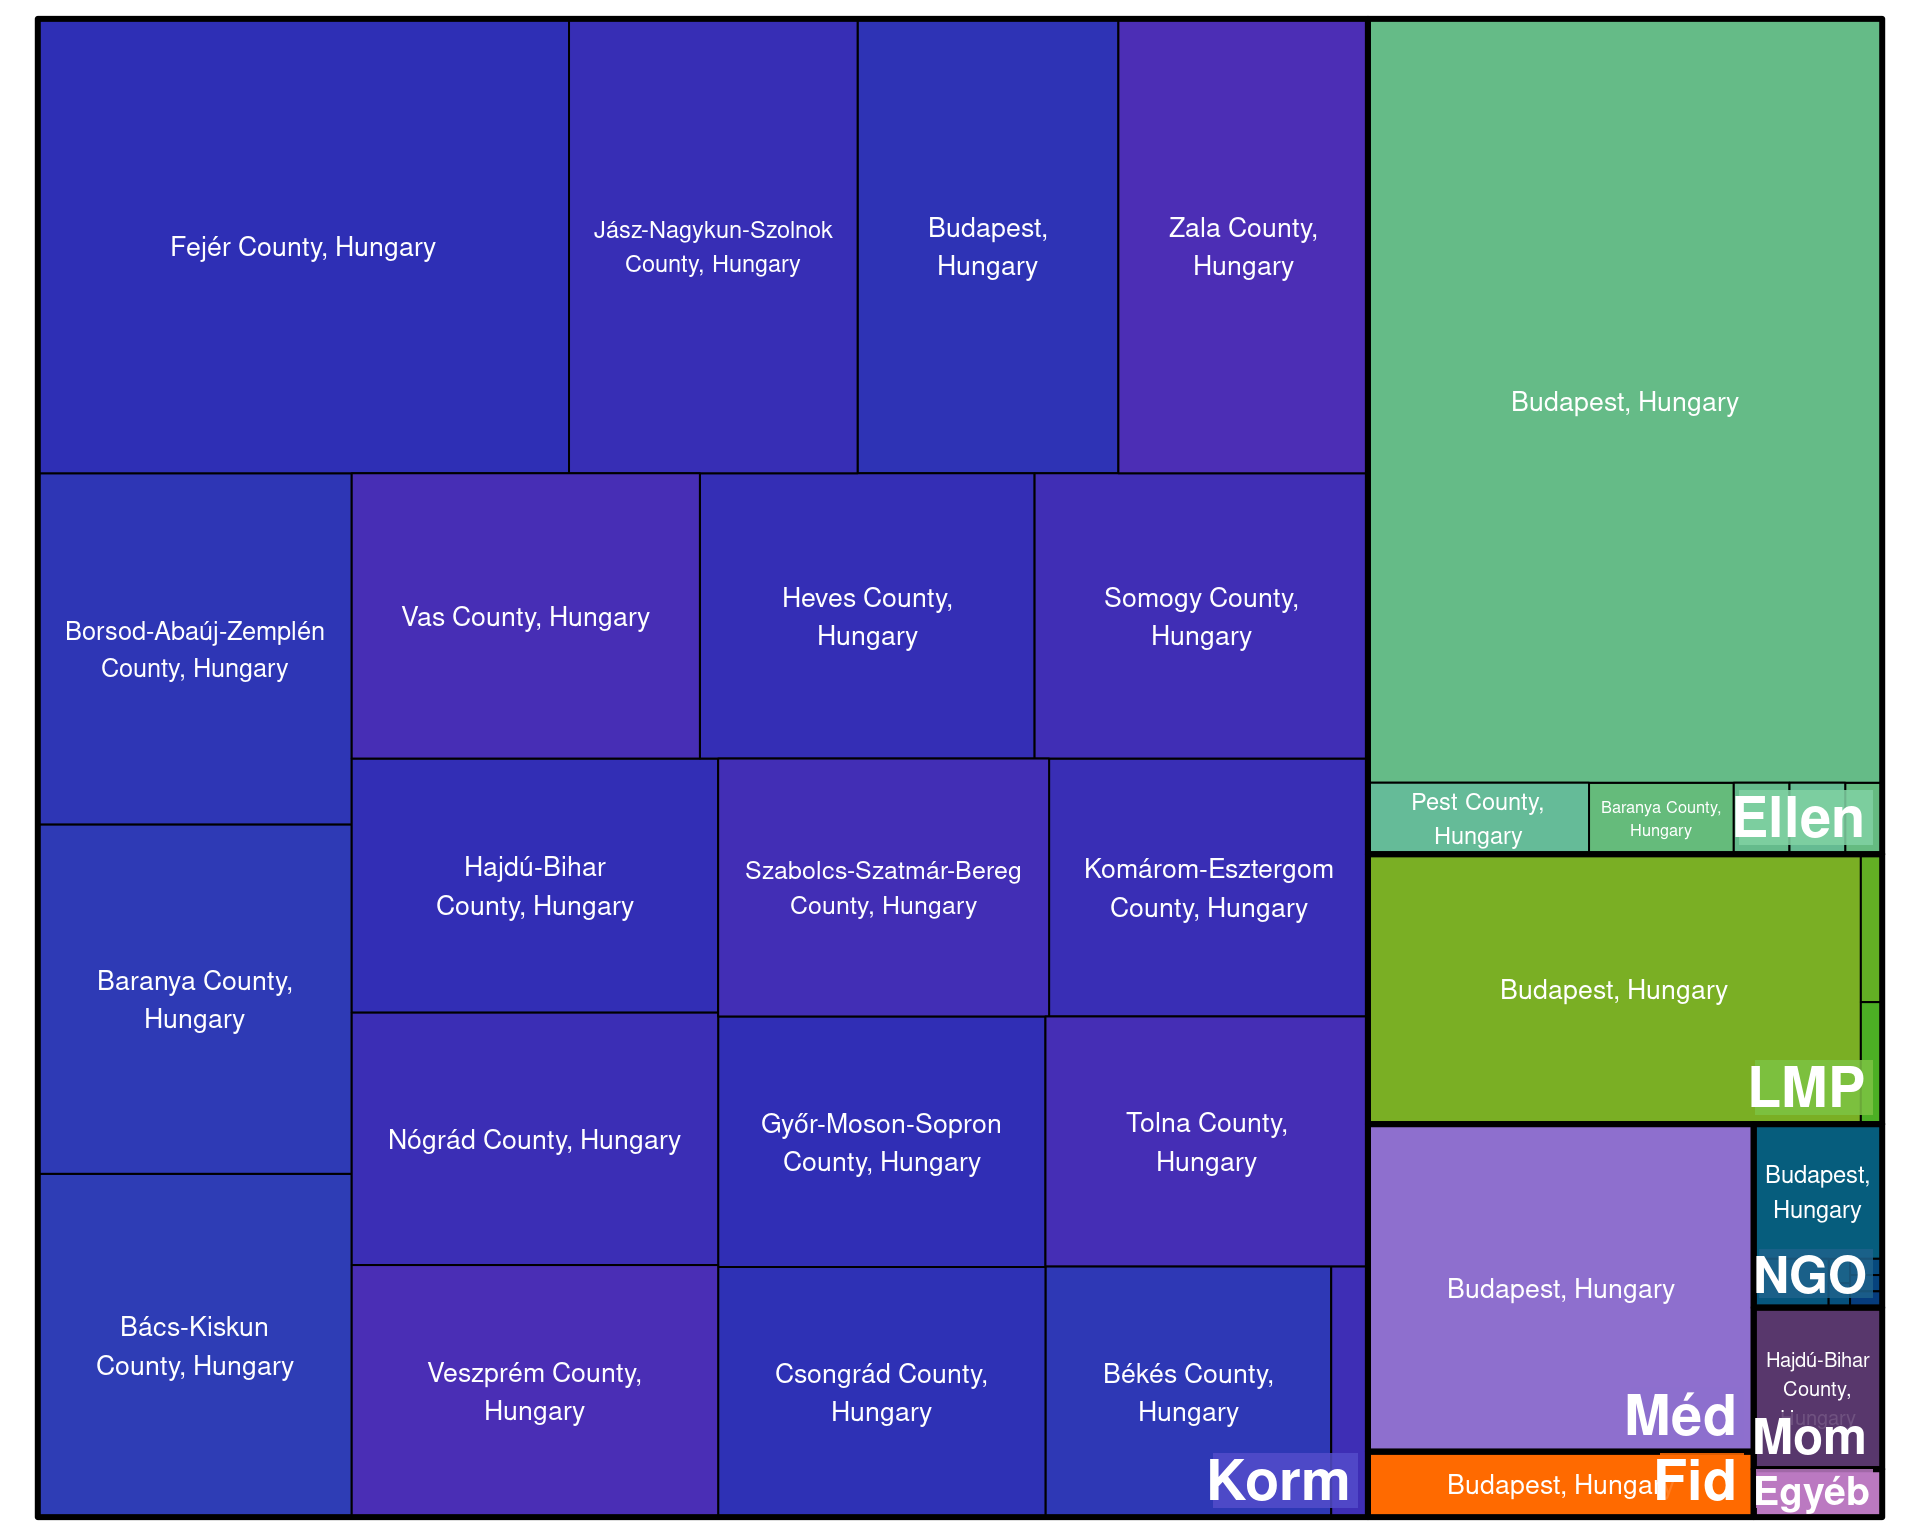 Fejér County, Hungary
Jász-Nagykun-Szolnok
County, Hungary
Budapest,
Hungary
Zala County,
Hungary
Borsod-Abaúj-Zemplén
County, Hungary
Vas County, Hungary
Heves County,
Hungary
Somogy County,
Hungary
Baranya County,
Hungary
Hajdú-Bihar
County, Hungary
Szabolcs-Szatmár-Bereg
County, Hungary
Komárom-Esztergom
County, Hungary
Nógrád County, Hungary
Győr-Moson-Sopron
County, Hungary
Tolna County,
Hungary
Bács-Kiskun
County, Hungary
Veszprém County,
Hungary
Csongrád County,
Hungary
Békés County,
Hungary
Korm
Budapest, Hungary
Pest County,
Hungary
Baranya County,
Hungary
Ellen
Budapest, Hungary
LMP
Budapest, Hungary
Méd
Budapest,
Hungary
NGO
Hajdú-Bihar
County,
Hungary
Mom
Budapest, Hungary
Fid
Egyéb